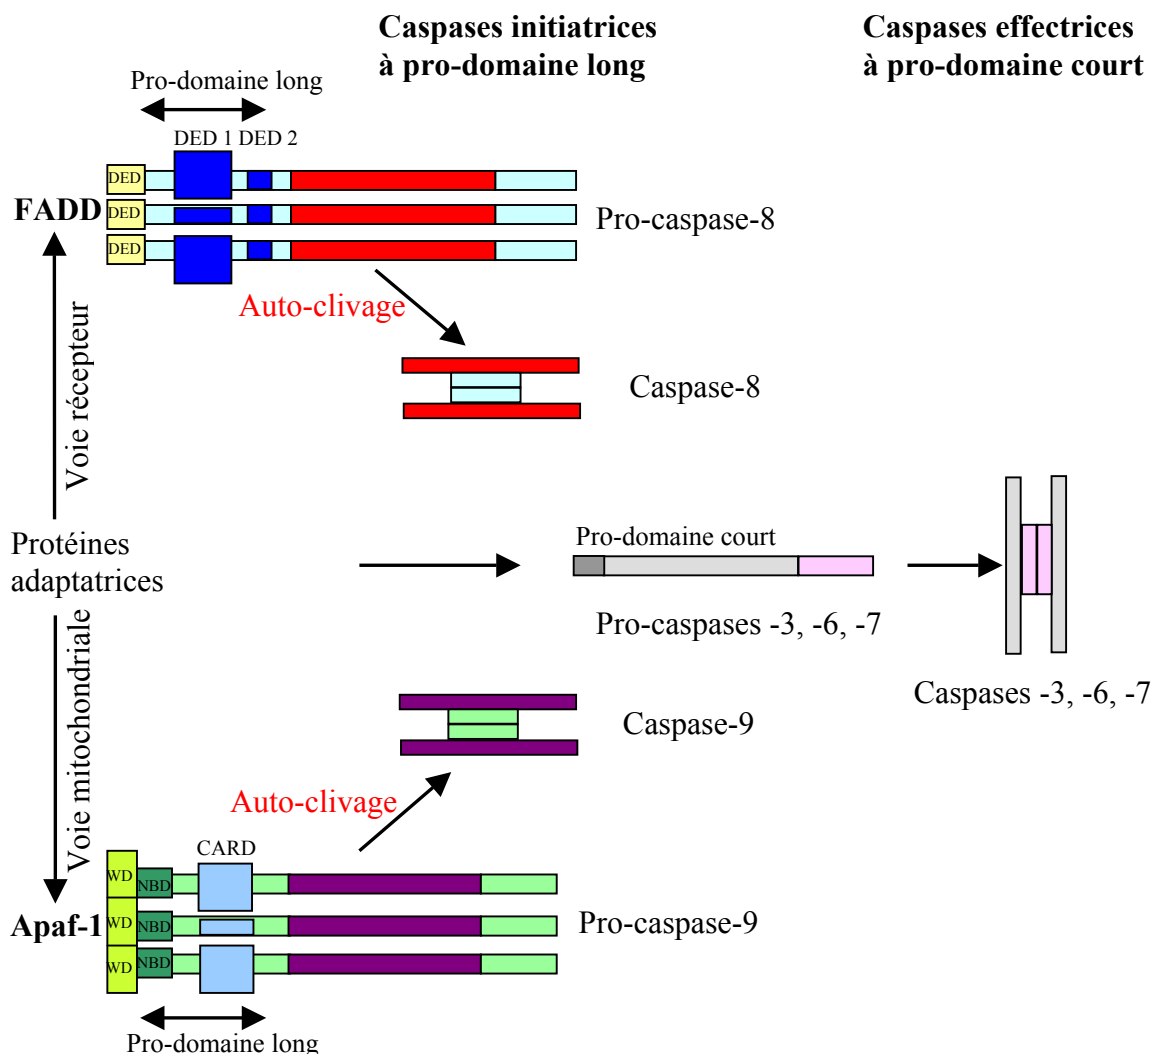 Caspases initiatrices
à pro-domaine long
Caspases effectrices
à pro-domaine court
Pro-domaine long
DED 1 DED 2
DED
FADD
DED
DED
Pro-caspase-8
Auto-clivage
Voie récepteur
Caspase-8
Protéines
adaptatrices
Pro-domaine court
Pro-caspases -3, -6, -7
Caspases -3, -6, -7
Voie mitochondriale
Caspase-9
Auto-clivage
CARD
WD
NBD
Apaf-1
WD
NBD
WD
NBD
Pro-caspase-9
Pro-domaine long